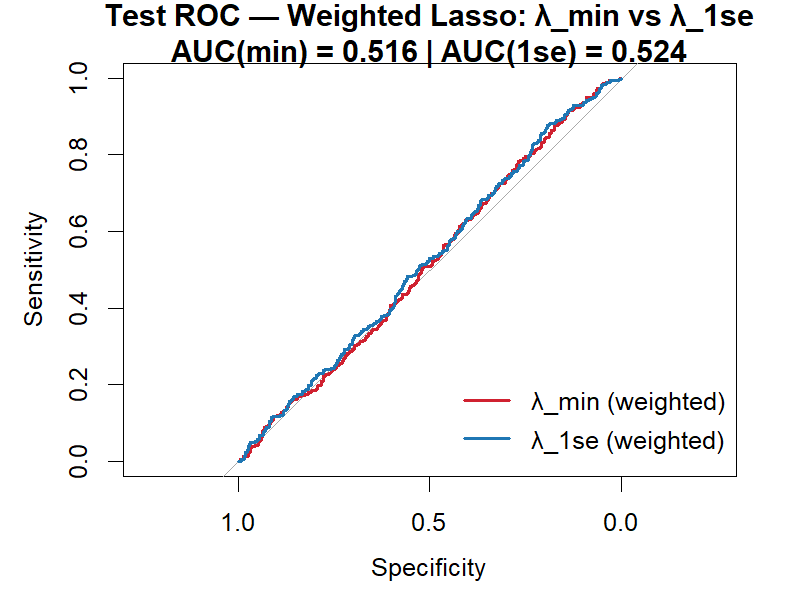 Test ROC — Weighted Lasso: λ_min vs λ_1se
AUC(min) = 0.516 | AUC(1se) = 0.524
1.0
0.8
0.6
0.4
0.2
0.0
Sensitivity
λ_min (weighted)
λ_1se (weighted)
1.0 0.5 0.0
Specificity